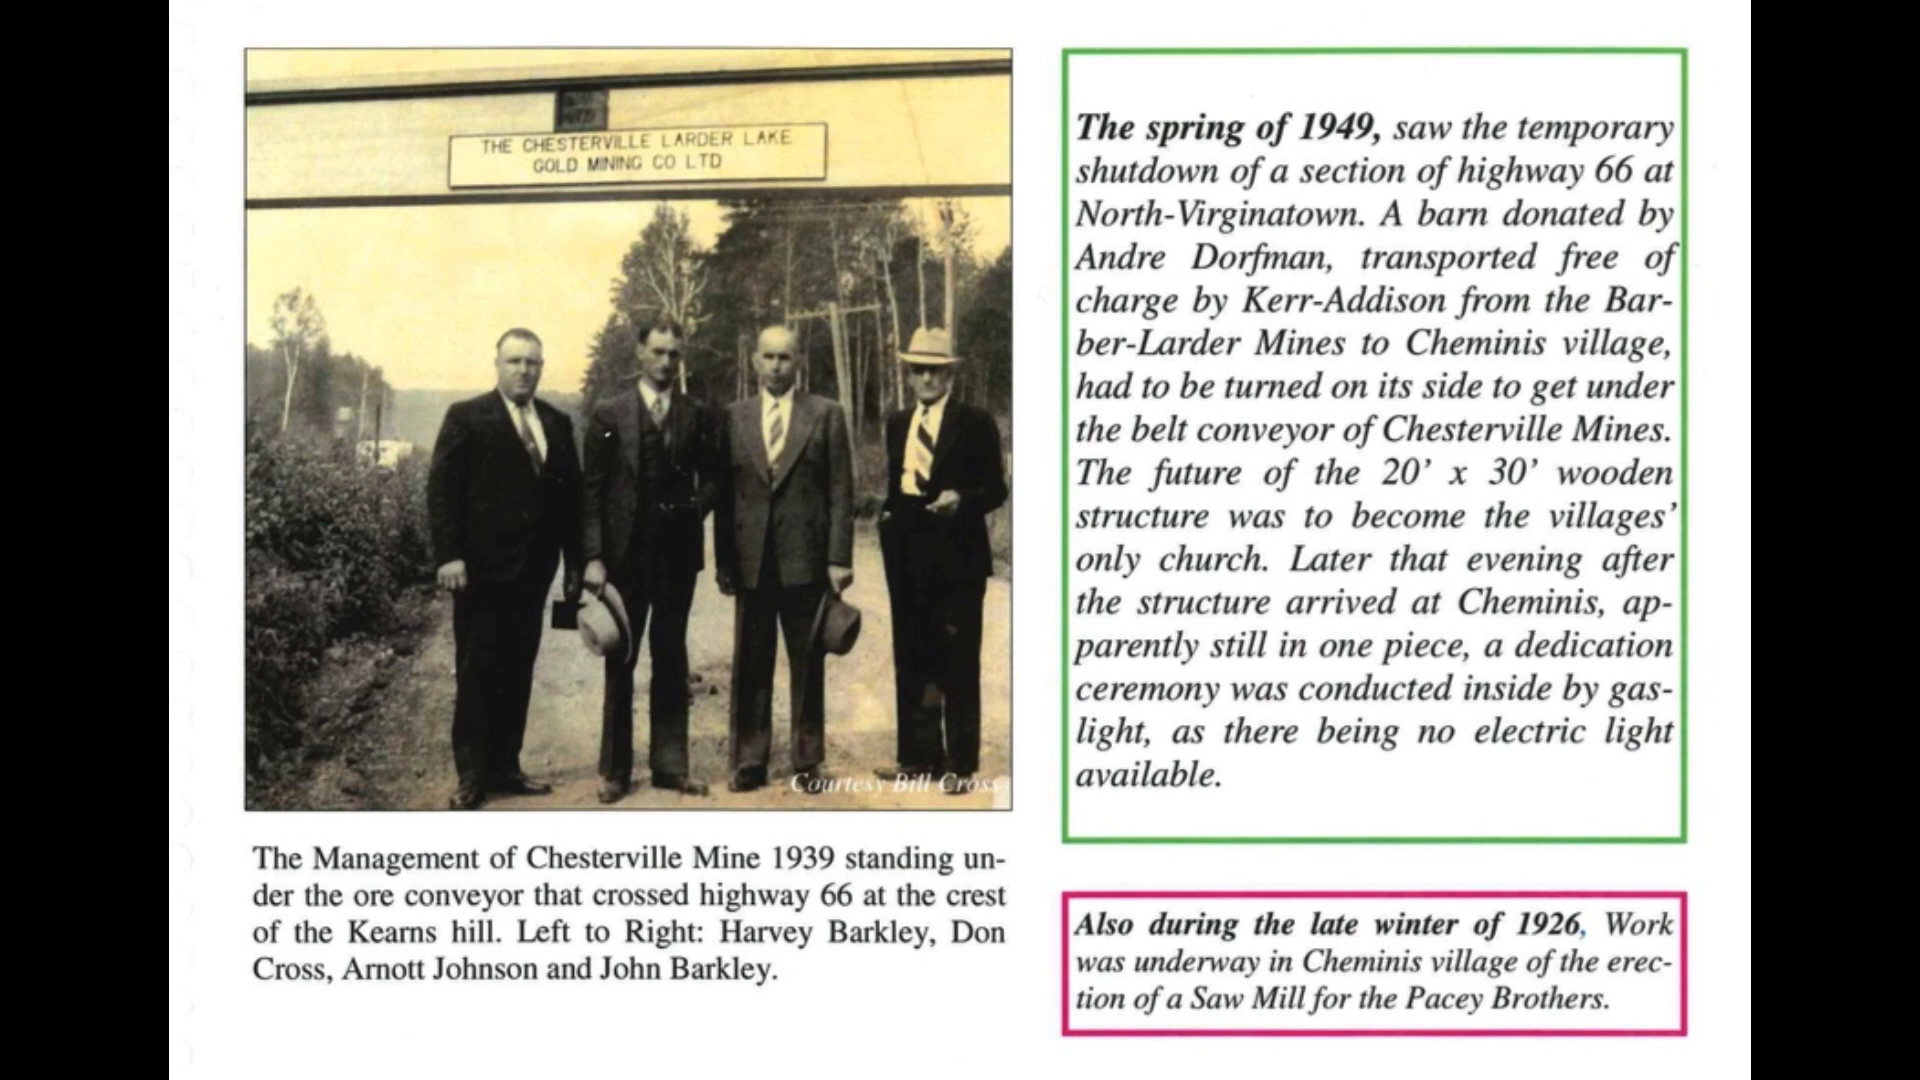 THE CHESTERVILLE LARDER LAKE
GOLD MINING CO LTD
Courtesy Bill Cross
The Management of Chesterville Mine 1939 standing un-
der the ore conveyor that crossed highway 66 at the crest
of the Kearns hill. Left to Right: Harvey Barkley, Don
Cross, Arnott Johnson and John Barkley.
The spring of 1949, saw the temporary
shutdown of a section of highway 66 at
North-Virginatown. A barn donated by
Andre Dorfman, transported free of
charge by Kerr-Addison from the Bar-
ber-Larder Mines to Cheminis village,
had to be turned on its side to get under
the belt conveyor of Chesterville Mines.
The future of the 20’ x 30’ wooden
structure was to become the villages’
only church. Later that evening after
the structure arrived at Cheminis, ap-
parently still in one piece, a dedication
ceremony was conducted inside by gas-
light, as there being no electric light
available.
Also during the late winter of 1926, Work
was underway in Cheminis village of the erec-
tion of a Saw Mill for the Pacey Brothers.